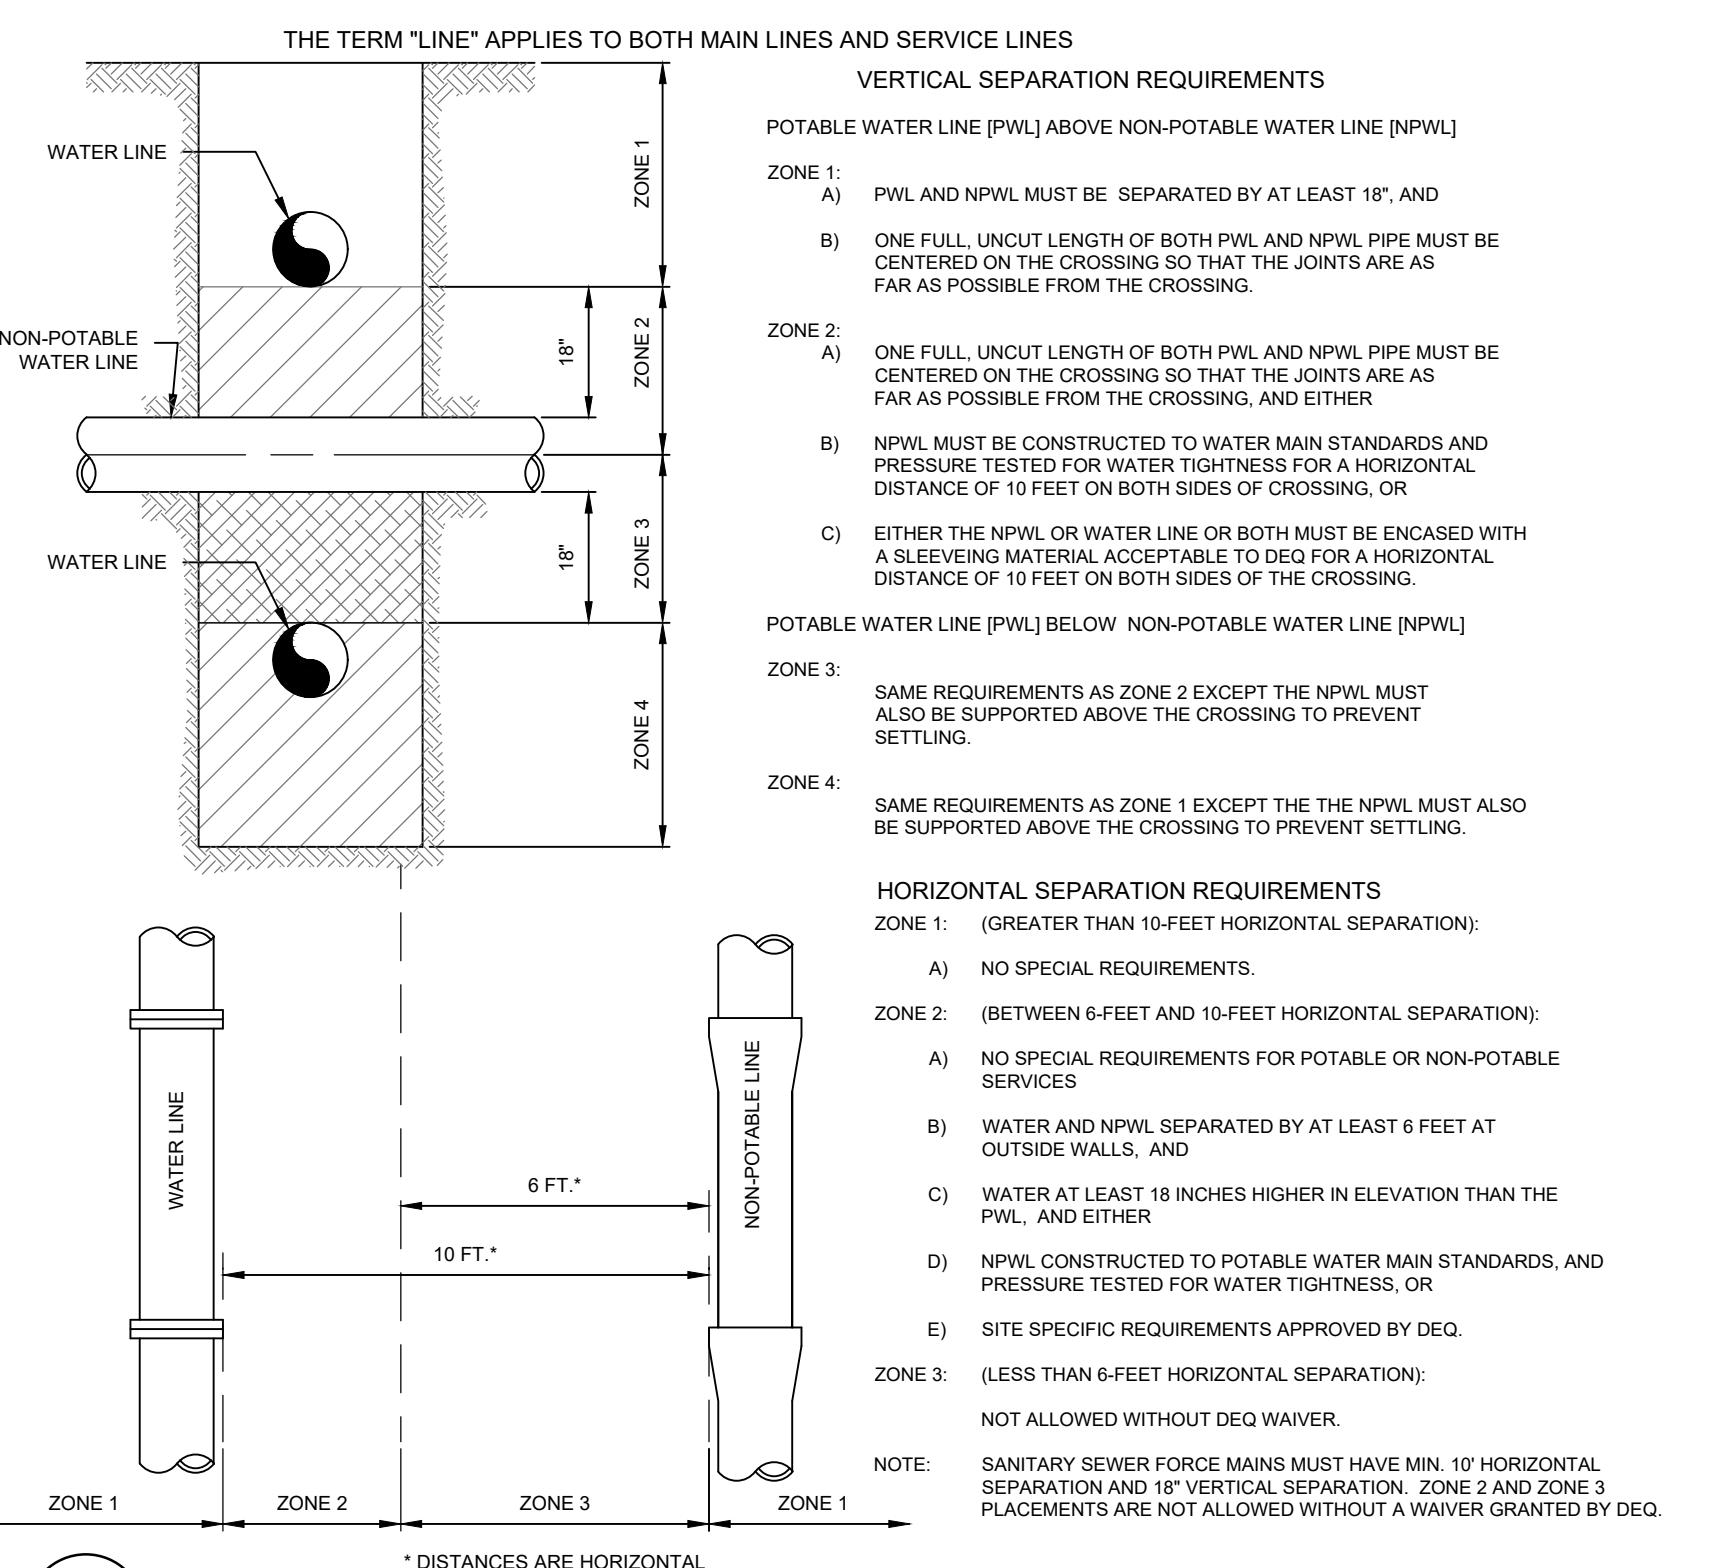 THE TERM "LINE" APPLIES TO BOTH MAIN LINES AND SERVICE LINES
WATER LINE
NON-POTABLE
WATER LINE
WATER LINE
ZONE 1
18"
ZONE 2
18"
ZONE 3
ZONE 4
VERTICAL SEPARATION REQUIREMENTS
POTABLE WATER LINE [PWL] ABOVE NON-POTABLE WATER LINE [NPWL]
ZONE 1:
A) PWL AND NPWL MUST BE SEPARATED BY AT LEAST 18", AND
B) ONE FULL, UNCUT LENGTH OF BOTH PWL AND NPWL PIPE MUST BE
CENTERED ON THE CROSSING SO THAT THE JOINTS ARE AS
FAR AS POSSIBLE FROM THE CROSSING.
ZONE 2:
A) ONE FULL, UNCUT LENGTH OF BOTH PWL AND NPWL PIPE MUST BE
CENTERED ON THE CROSSING SO THAT THE JOINTS ARE AS
FAR AS POSSIBLE FROM THE CROSSING, AND EITHER
B) NPWL MUST BE CONSTRUCTED TO WATER MAIN STANDARDS AND
PRESSURE TESTED FOR WATER TIGHTNESS FOR A HORIZONTAL
DISTANCE OF 10 FEET ON BOTH SIDES OF CROSSING, OR
C) EITHER THE NPWL OR WATER LINE OR BOTH MUST BE ENCASED WITH
A SLEEVEING MATERIAL ACCEPTABLE TO DEQ FOR A HORIZONTAL
DISTANCE OF 10 FEET ON BOTH SIDES OF THE CROSSING.
POTABLE WATER LINE [PWL] BELOW NON-POTABLE WATER LINE [NPWL]
ZONE 3:
SAME REQUIREMENTS AS ZONE 2 EXCEPT THE NPWL MUST
ALSO BE SUPPORTED ABOVE THE CROSSING TO PREVENT
SETTLING.
ZONE 4:
SAME REQUIREMENTS AS ZONE 1 EXCEPT THE THE NPWL MUST ALSO
BE SUPPORTED ABOVE THE CROSSING TO PREVENT SETTLING.
HORIZONTAL SEPARATION REQUIREMENTS
ZONE 1: (GREATER THAN 10-FEET HORIZONTAL SEPARATION):
A) NO SPECIAL REQUIREMENTS.
ZONE 2: (BETWEEN 6-FEET AND 10-FEET HORIZONTAL SEPARATION):
A) NO SPECIAL REQUIREMENTS FOR POTABLE OR NON-POTABLE
SERVICES
B) WATER AND NPWL SEPARATED BY AT LEAST 6 FEET AT
OUTSIDE WALLS, AND
C) WATER AT LEAST 18 INCHES HIGHER IN ELEVATION THAN THE
PWL, AND EITHER
D) NPWL CONSTRUCTED TO POTABLE WATER MAIN STANDARDS, AND
PRESSURE TESTED FOR WATER TIGHTNESS, OR
E) SITE SPECIFIC REQUIREMENTS APPROVED BY DEQ.
ZONE 3: (LESS THAN 6-FEET HORIZONTAL SEPARATION):
NOT ALLOWED WITHOUT DEQ WAIVER.
NOTE: SANITARY SEWER FORCE MAINS MUST HAVE MIN. 10' HORIZONTAL
SEPARATION AND 18" VERTICAL SEPARATION. ZONE 2 AND ZONE 3
PLACEMENTS ARE NOT ALLOWED WITHOUT A WAIVER GRANTED BY DEQ.
WATER LINE
NON-POTABLE LINE
6 FT.*
10 FT.*
ZONE 1
ZONE 2
ZONE 3
ZONE 1
* DISTANCES ARE HORIZONTAL